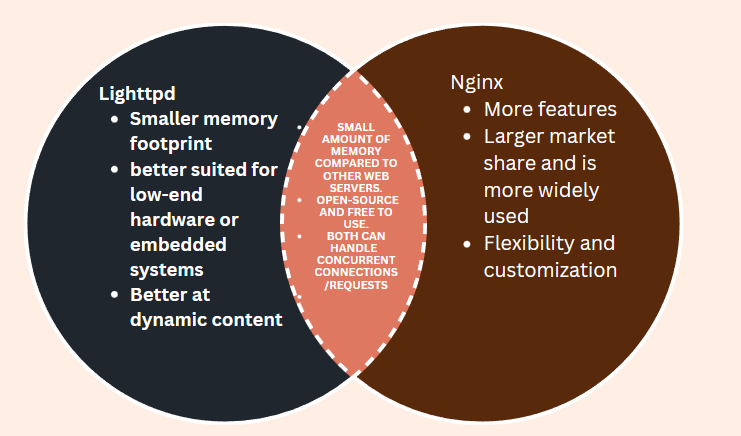 Lighttpd
• Smaller memory
footprint
• better suited for
low-end
hardware or
embedded
systems
• Better at
dynamic content
• SMALL
AMOUNT OF
MEMORY
COMPARED TO
OTHER WEB
SERVERS.
• OPEN-SOURCE
AND FREE TO
USE.
• BOTH CAN
HANDLE
CONCURRENT
CONNECTIONS
/REQUESTS
•
Nginx
• More features
• Larger market
share and is
more widely
used
• Flexibility and
customization